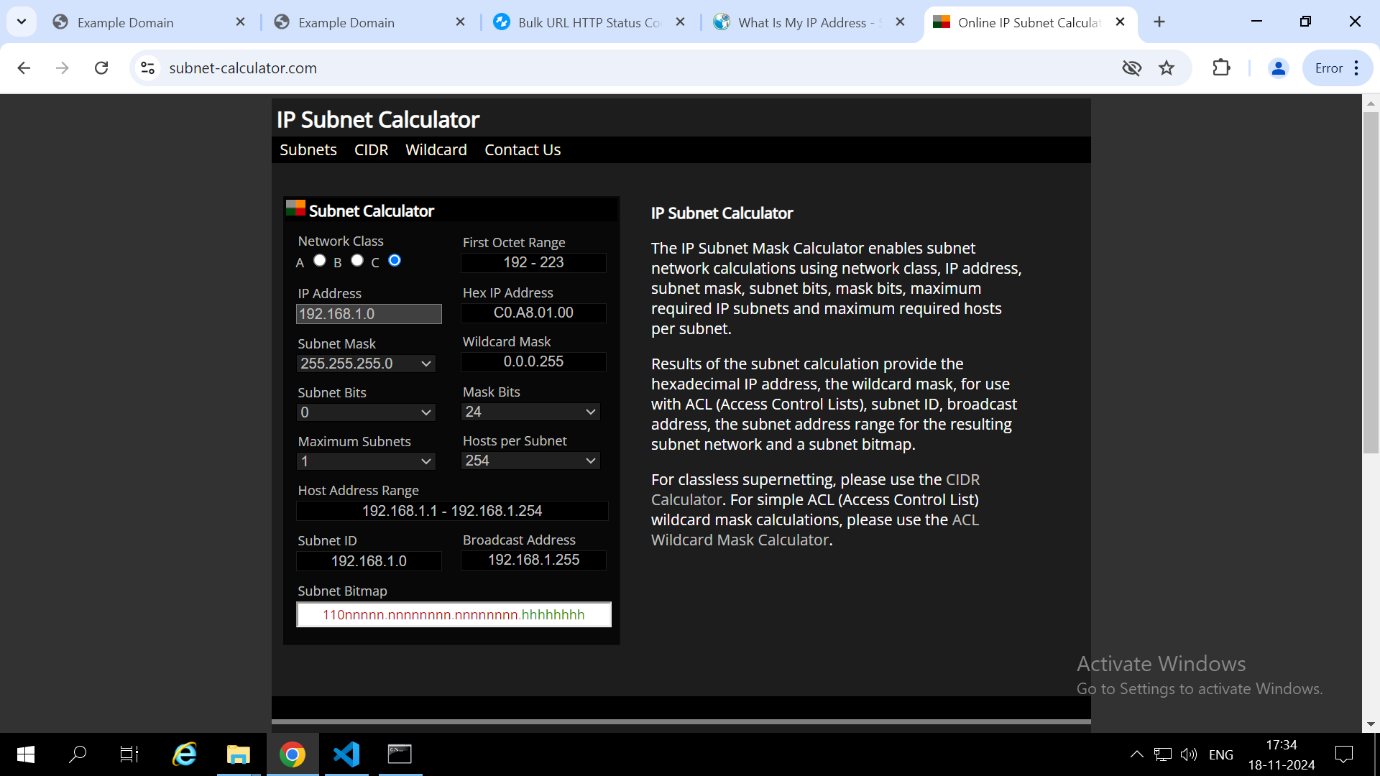 Example Domain
Example Domain
Bulk URL HTTP Status Co
What Is My IP Address -
Online IP Subnet Calculat
subnet-calculator.com
Error
IP Subnet Calculator
Subnets CIDR Wildcard Contact Us
Subnet Calculator
Network Class
A B C
First Octet Range
192 - 223
IP Address
192.168.1.0
Hex IP Address
C0.A8.01.00
Subnet Mask
255.255.255.0
Wildcard Mask
0.0.0.255
Subnet Bits
0
Mask Bits
24
Maximum Subnets
1
Hosts per Subnet
254
Host Address Range
192.168.1.1 - 192.168.1.254
Subnet ID
192.168.1.0
Broadcast Address
192.168.1.255
Subnet Bitmap
110nnnnn.nnnnnnnn.nnnnnnnn.hhhhhhhh
IP Subnet Calculator
The IP Subnet Mask Calculator enables subnet
network calculations using network class, IP address,
subnet mask, subnet bits, mask bits, maximum
required IP subnets and maximum required hosts
per subnet.
Results of the subnet calculation provide the
hexadecimal IP address, the wildcard mask, for use
with ACL (Access Control Lists), subnet ID, broadcast
address, the subnet address range for the resulting
subnet network and a subnet bitmap.
For classless supernetting, please use the CIDR
Calculator. For simple ACL (Access Control List)
wildcard mask calculations, please use the ACL
Wildcard Mask Calculator.
Activate Windows
Go to Settings to activate Windows.
ENG
17:34
18-11-2024